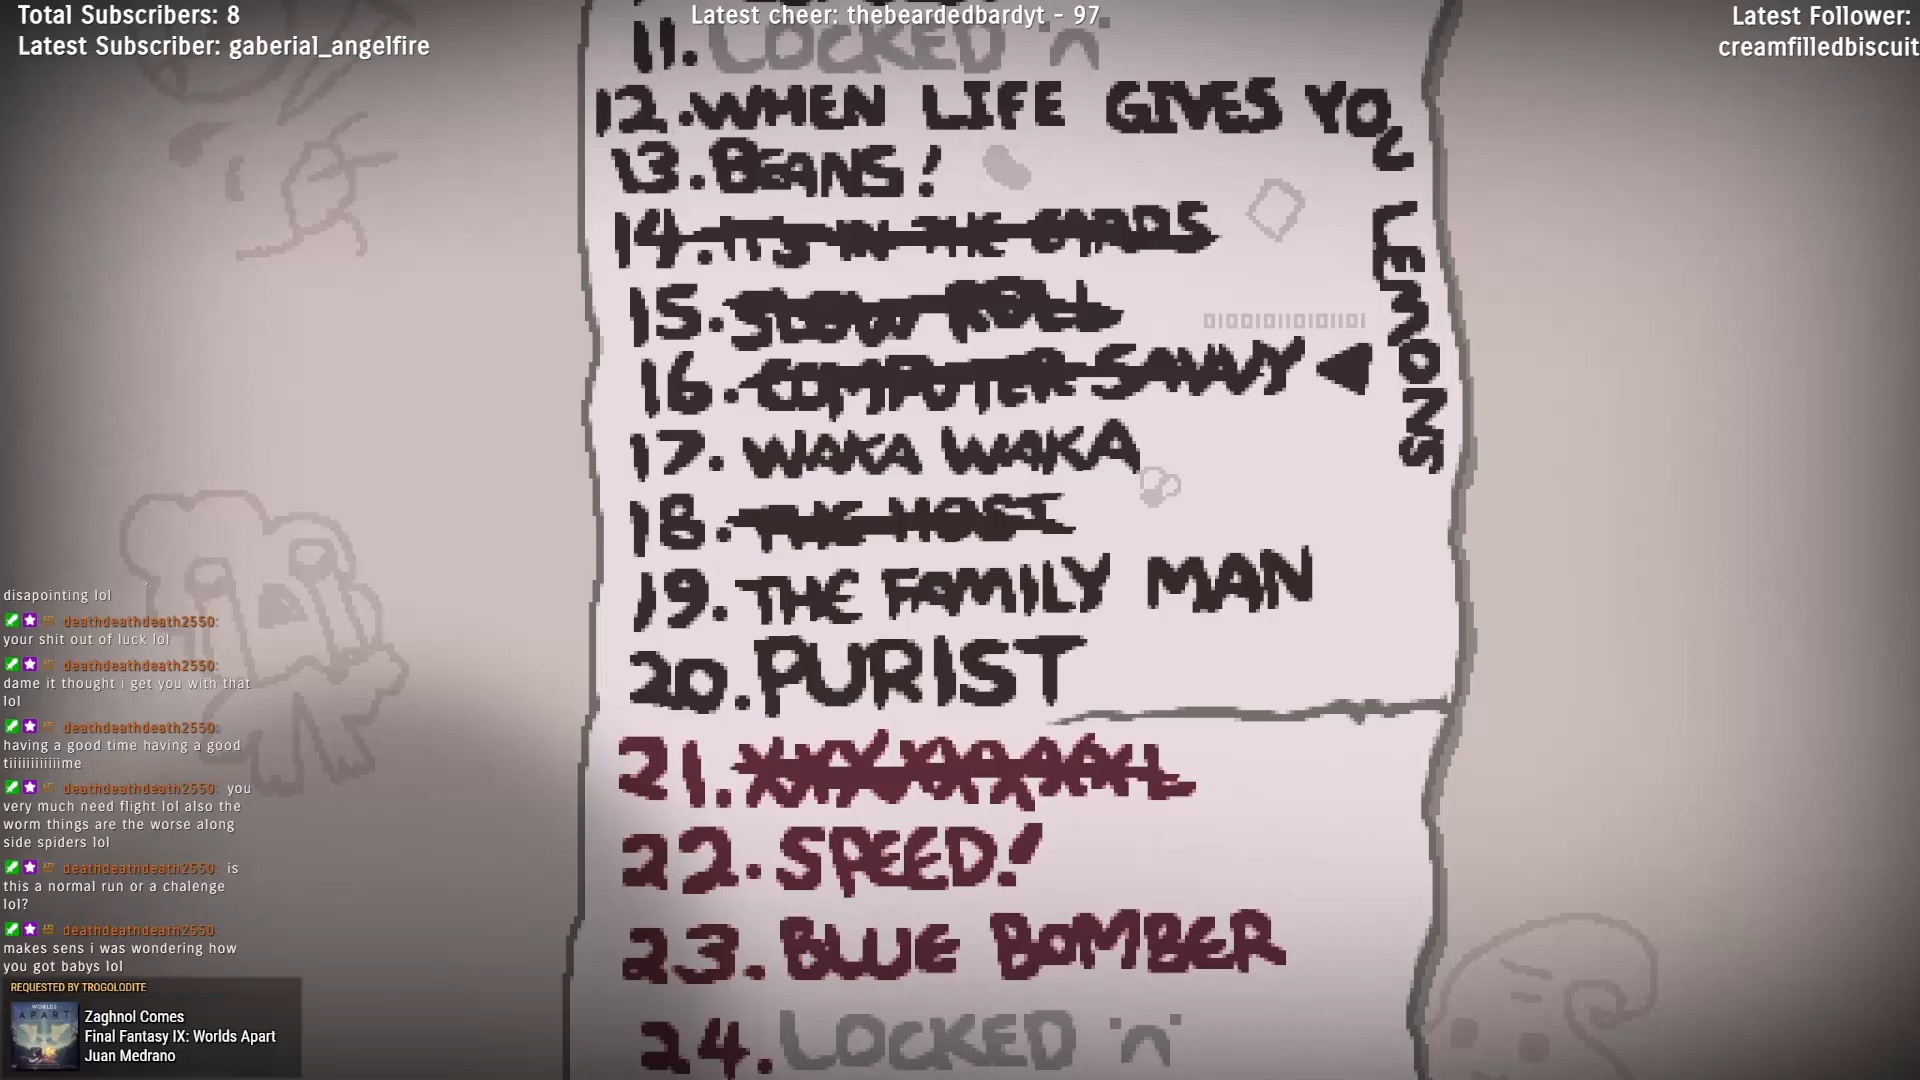 Total Subscribers: 8
Latest Subscriber: gaberial_angelfire
Latest cheer: thebeardedbardyt - 97
Latest Follower:
creamfilledbiscuit
11. LOCKED
12. WHEN LIFE GIVES YOU LEMONS
13. BEANS!
14. ITS IN THE CARDS
15. SLOW ROLL
16. COMPUTER SAVVY
010010110101101
17. WAKA WAKA
18. THE HOST
19. THE FAMILY MAN
20. PURIST
21.
22. SPEED!
23. BLUE BOMBER
24. LOCKED
disapointing lol
deathdeathdeath2550:
your shit out of luck lol
deathdeathdeath2550:
dame it thought i get you with that
lol
deathdeathdeath2550:
having a good time having a good
tiiiiiiiiiiiime
deathdeathdeath2550: you
very much need flight lol also the
worm things are the worse along
side spiders lol
deathdeathdeath2550: is
this a normal run or a chalenge
lol?
deathdeathdeath2550:
makes sens i was wondering how
you got babys lol
REQUESTED BY TROGOLODITE
WORLDS
APART
Zaghnol Comes
Final Fantasy IX: Worlds Apart
Juan Medrano